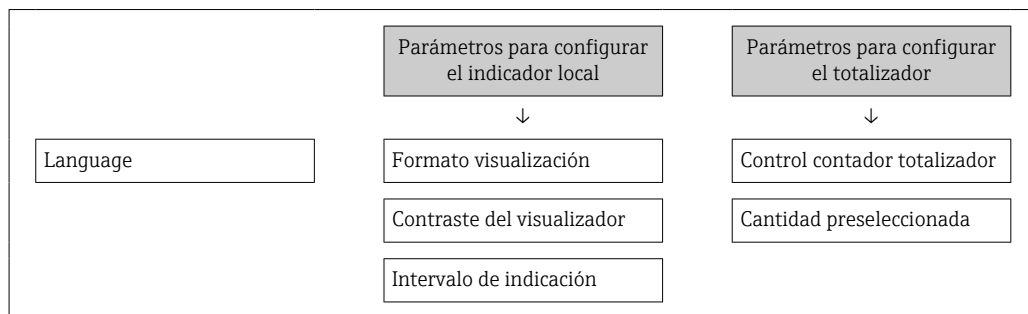 Parámetros para configurar
el indicador local
Parámetros para configurar
el totalizador
↓
↓
Language
Formato visualización
Control contador totalizador
Contraste del visualizador
Cantidad preseleccionada
Intervalo de indicación